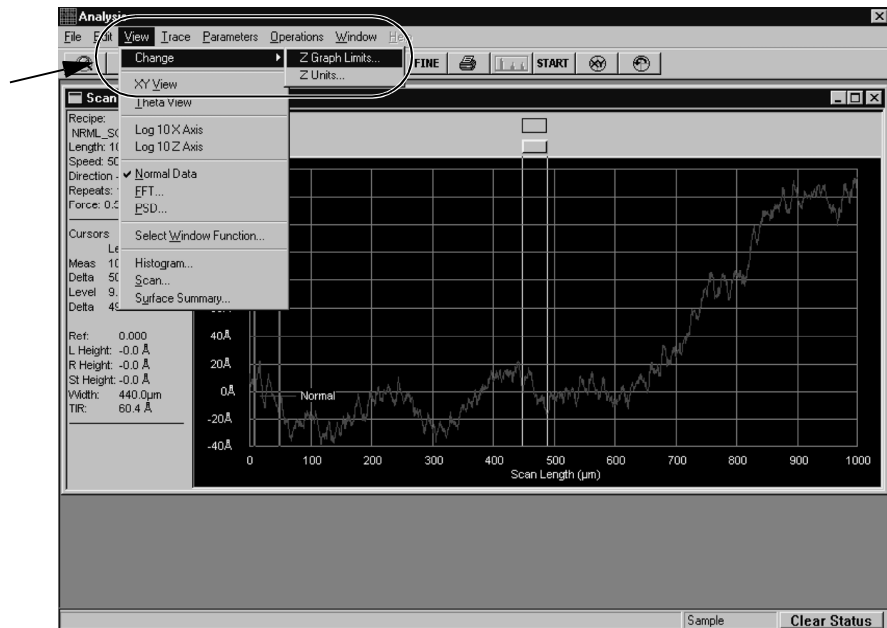 Analysis
File Edit View Trace Parameters Operations Window
Change Z Graph Limits...
Z Units...
FINE START XY
XY View
Theta View
Log 10 X Axis
Log 10 Z Axis
Normal Data
FFT...
PSD...
Select Window Function...
Histogram...
Scan...
Surface Summary...
Scan
Recipe:
Length: 10
Speed: 50
Direction
Repeats:
Force: 0.5
Cursors
Meas 10
Delta 50
Level 9.
Delta 49
Ref: 0.000
L Height: -0.0 Å
R Height: -0.0 Å
St Height: -0.0 Å
Width: 440.0µm
TIR: 60.4 Å
40Å
20Å
0Å
-20Å
-40Å
Normal
0 100 200 300 400 500 600 700 800 900 1000
Scan Length (µm)
Sample Clear Status